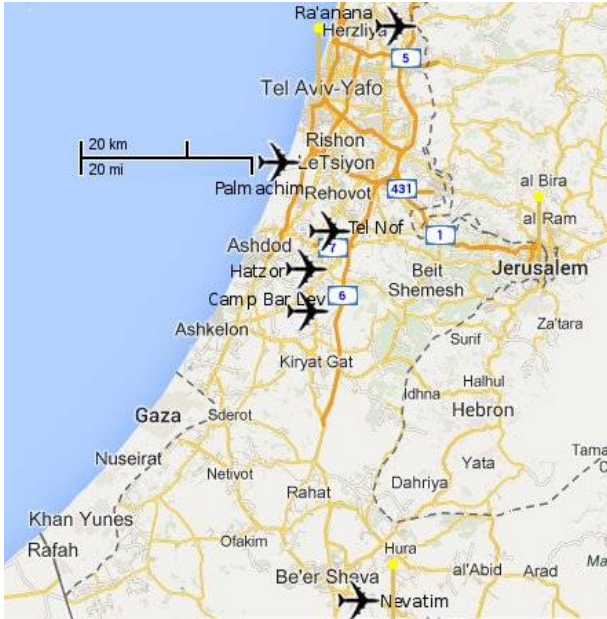 Ra'anana
Herzliya
5
Tel Aviv-Yafo
20 km
20 mi
Rishon
LeTsiyon
Palmachim
Rehovot
431
al Bira
al Ram
Tel Nof
1
Ashdod
7
Hatzor
Beit
Shemesh
Jerusalem
Camp Bar Lev
6
Ashkelon
Za'tara
Surif
Kiryat Gat
Halhul
Idhna
Gaza
Sderot
Hebron
Nuseirat
Netivot
Yata
Tama
Rahat
Dahriya
Khan Yunes
Rafah
Ofakim
Hura
Be'er Sheva
al'Abid
Arad
Ma
Nevatim